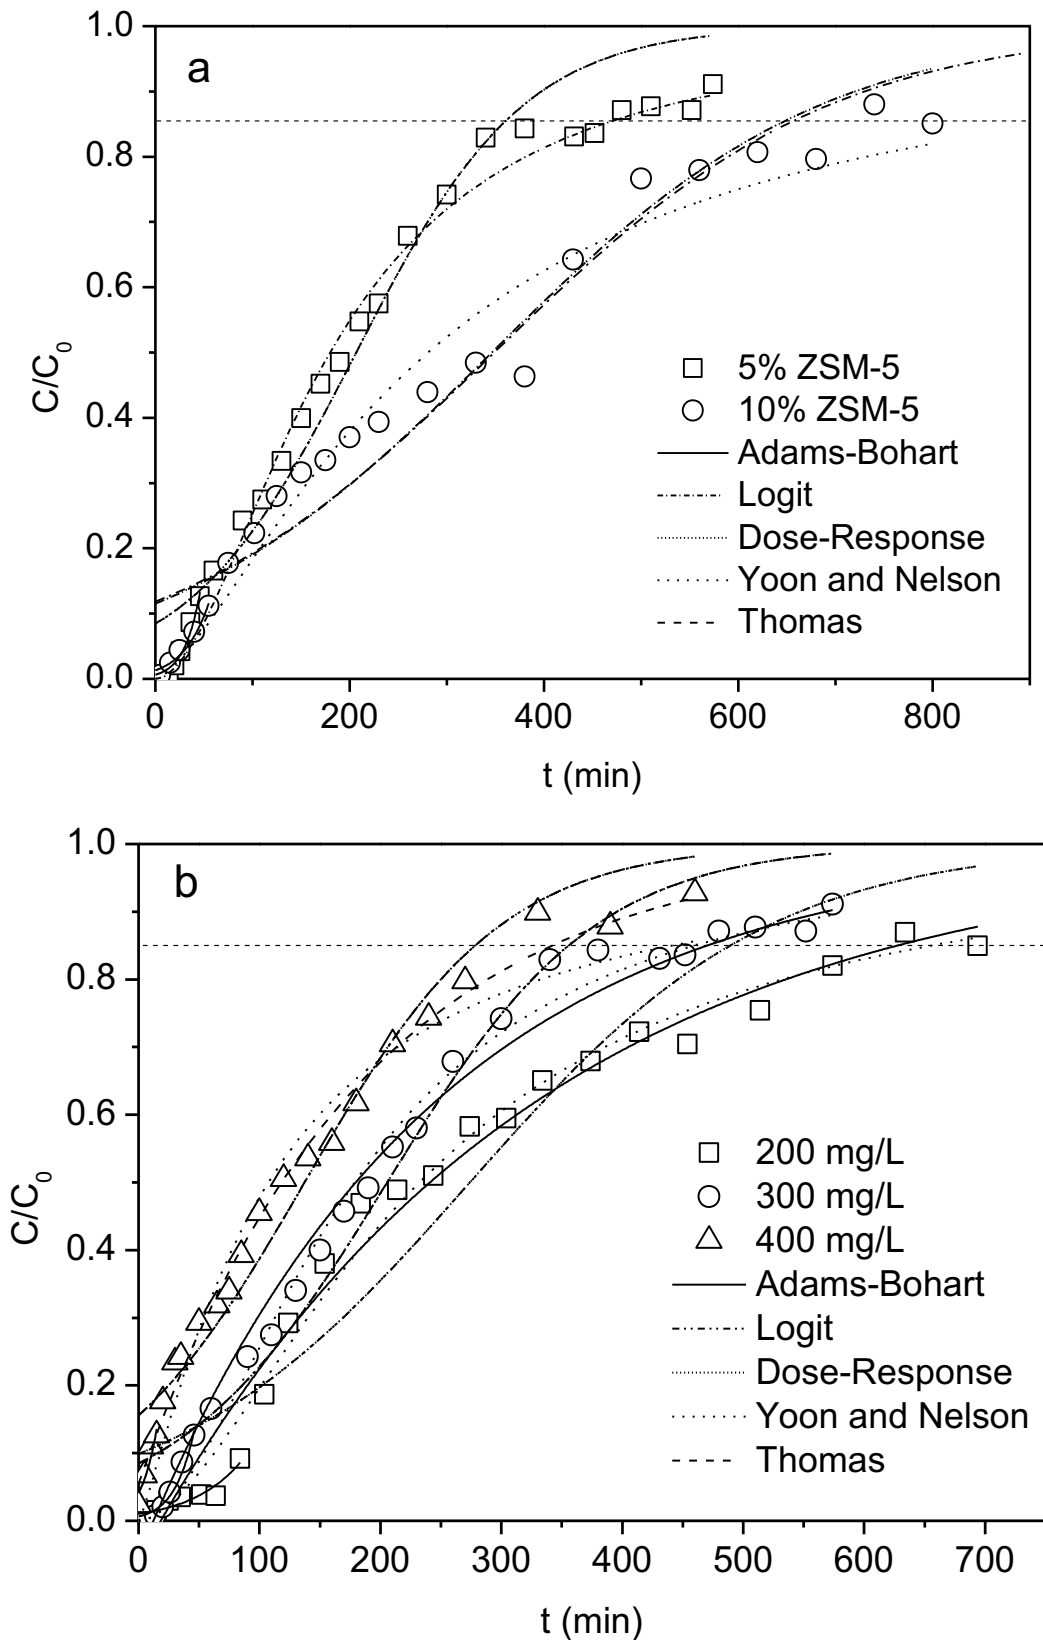 a
1.0
0.8
0.6
0.4
0.2
0.0
C/C₀
5% ZSM-5
10% ZSM-5
Adams-Bohart
Logit
Dose-Response
Yoon and Nelson
Thomas
0 200 400 600 800
t (min)
b
1.0
0.8
0.6
0.4
0.2
0.0
C/C₀
200 mg/L
300 mg/L
400 mg/L
Adams-Bohart
Logit
Dose-Response
Yoon and Nelson
Thomas
0 100 200 300 400 500 600 700
t (min)